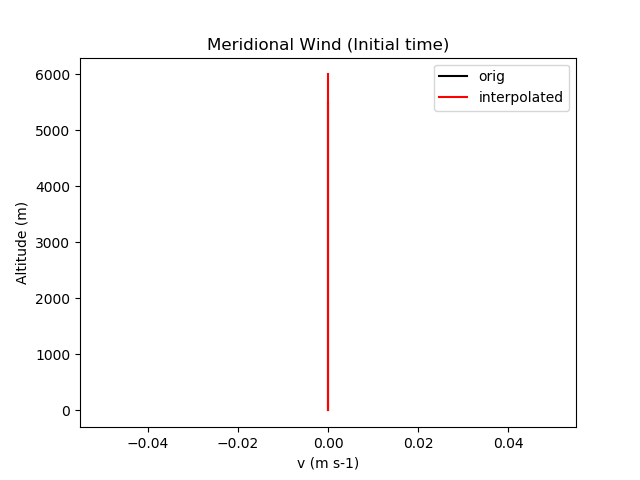 Meridional Wind (Initial time)
orig
interpolated
6000
5000
4000
3000
2000
1000
0
Altitude (m)
−0.04
−0.02
0.00
0.02
0.04
v (m s-1)